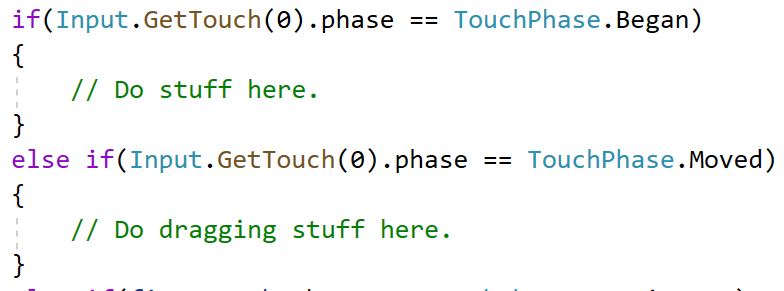 if(Input.GetTouch(0).phase == TouchPhase.Began)
{
// Do stuff here.
}
else if(Input.GetTouch(0).phase == TouchPhase.Moved)
{
// Do dragging stuff here.
}